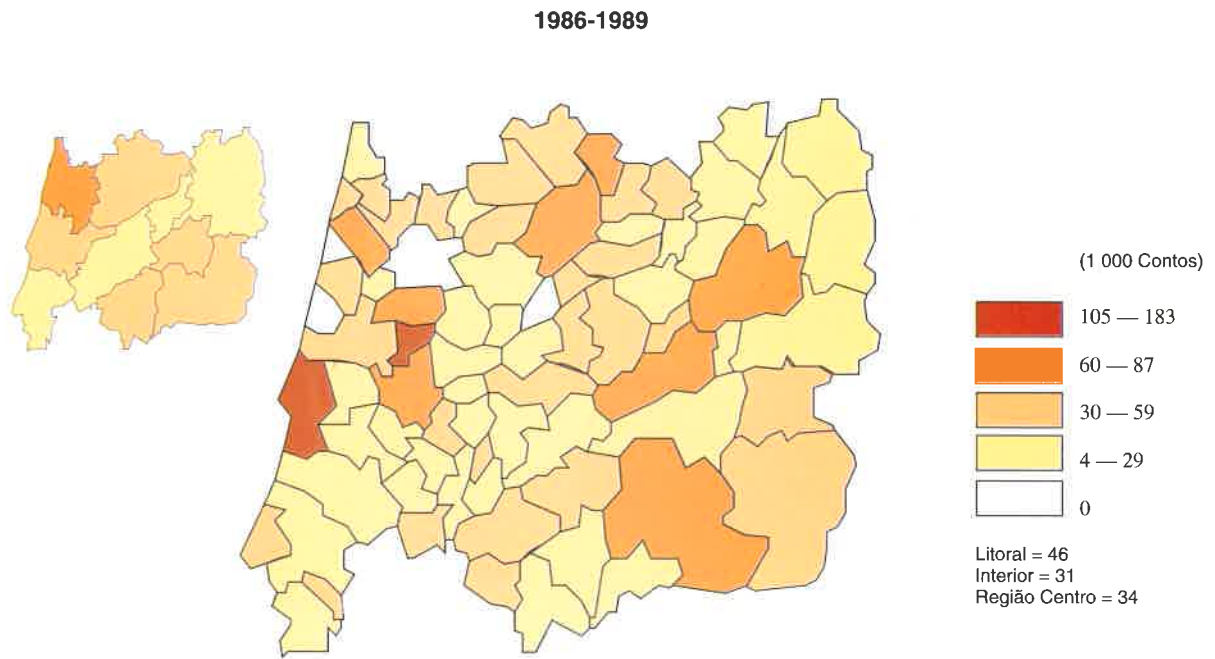 1986-1989
(1 000 Contos)
105 — 183
60 — 87
30 — 59
4 — 29
0
Litoral = 46
Interior = 31
Região Centro = 34